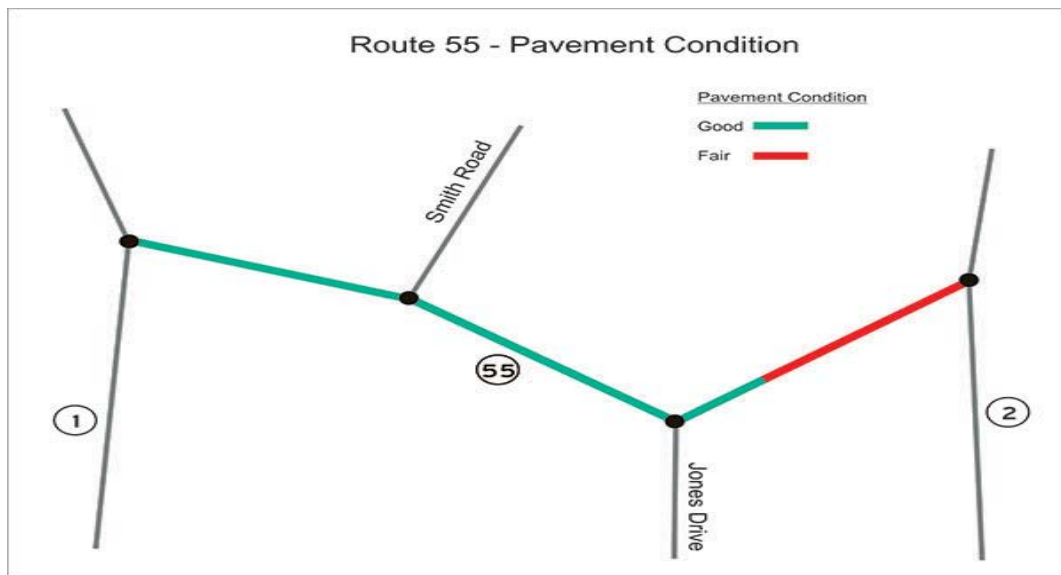 Route 55 - Pavement Condition
Pavement Condition
Good
Fair
Smith Road
55
1
2
Jones Drive